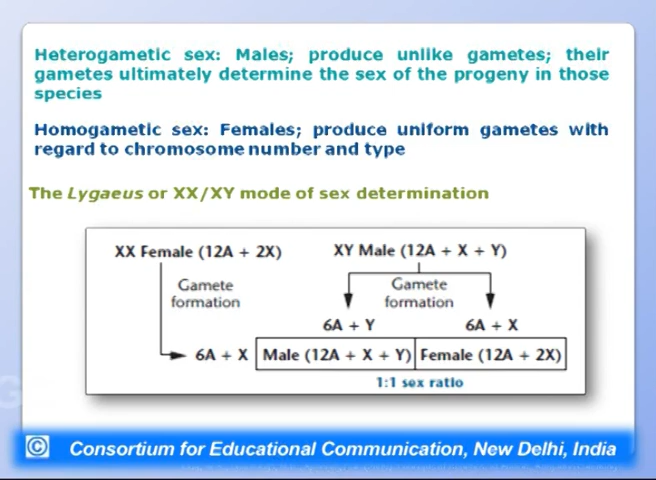 Heterogametic sex: Males; produce unlike gametes; their
gametes ultimately determine the sex of the progeny in those
species
Homogametic sex: Females; produce uniform gametes with
regard to chromosome number and type
The Lygaeus or XX/XY mode of sex determination
XX Female (12A + 2X) XY Male (12A + X + Y)
Gamete formation
Gamete formation
6A + Y 6A + X
6A + X Male (12A + X + Y) Female (12A + 2X)
1:1 sex ratio
© Consortium for Educational Communication, New Delhi, India